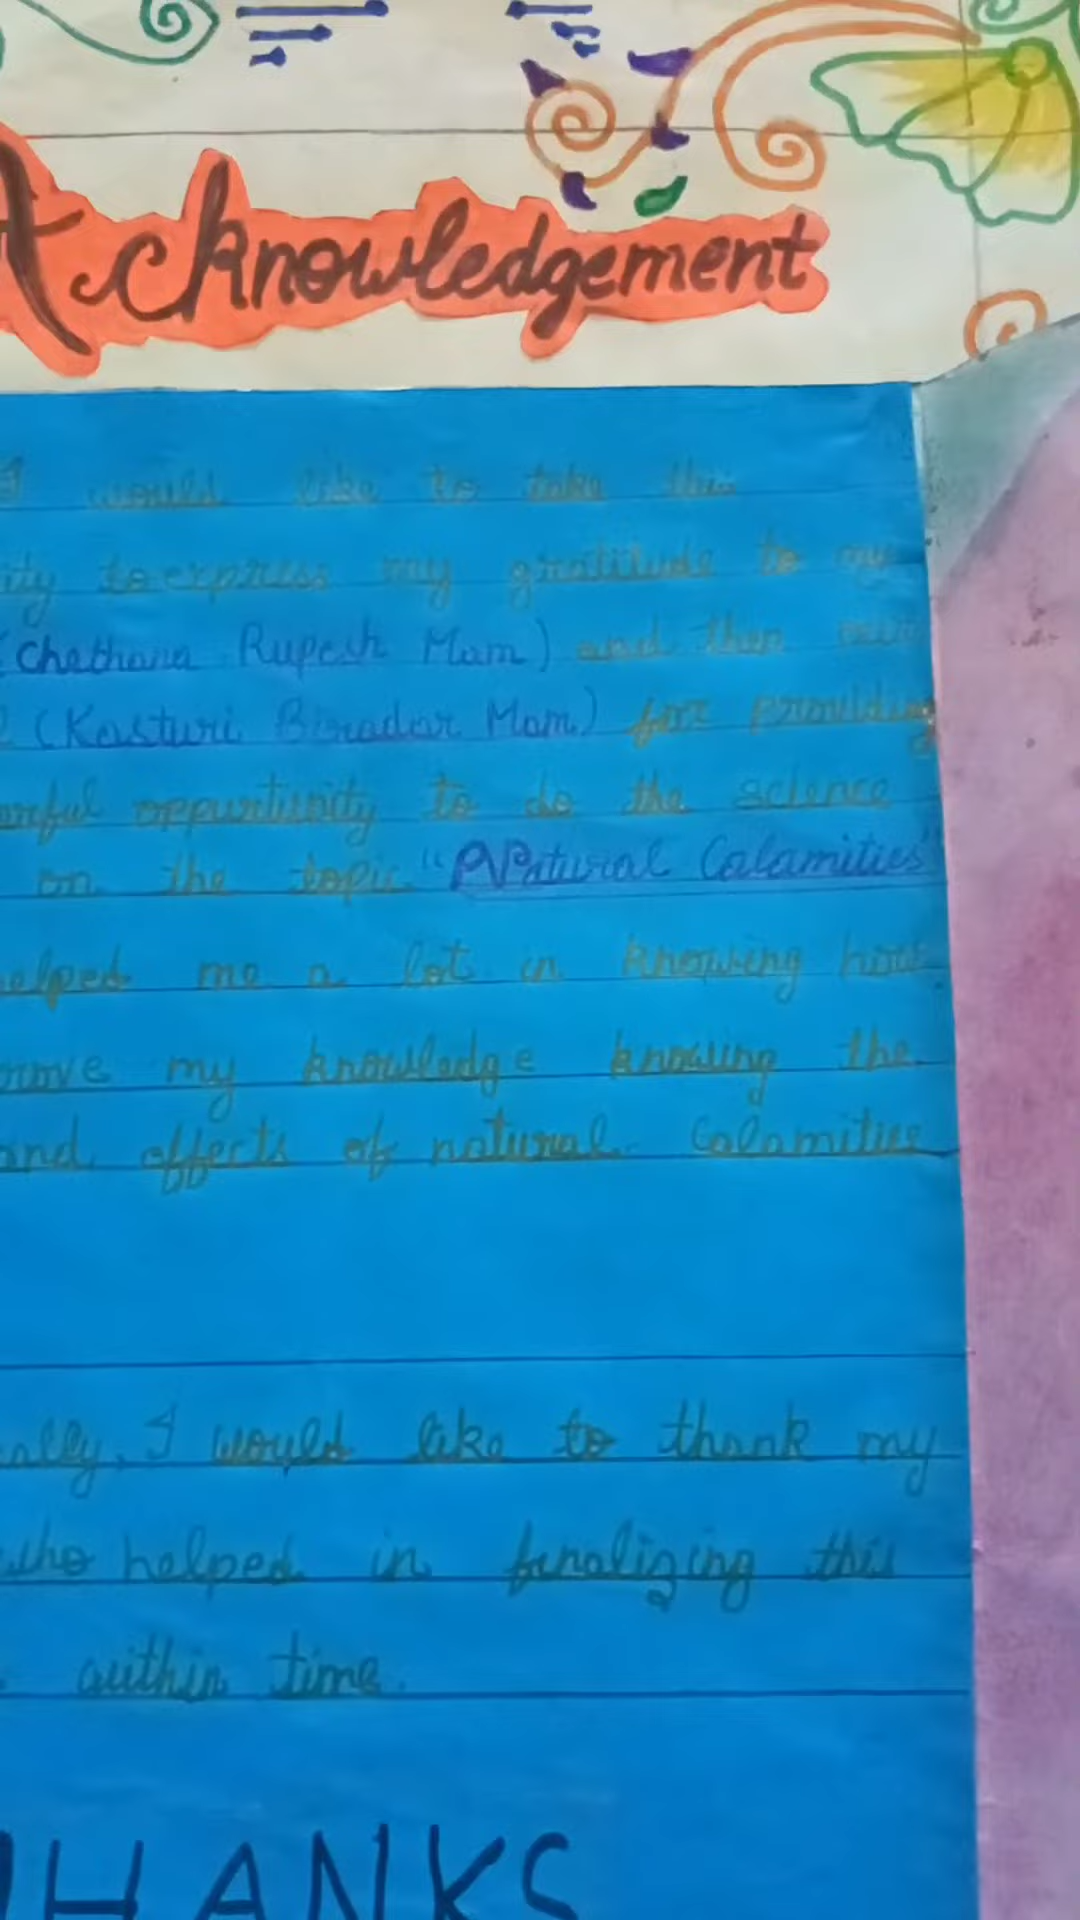 Acknowledgement
I would like to take this
ity to express my gratitude to my
(Chethana Rupesh Mam) and then
(Kasturi Biradar Mam) for providing
oppurtunity to do the science
on the topic "Natural Calamities"
helped me a lot in knowing
my knowledge knowing the
and effects of natural Calamities
ally, I would like to thank my
who helped in finalizing this
within time.
HANKS